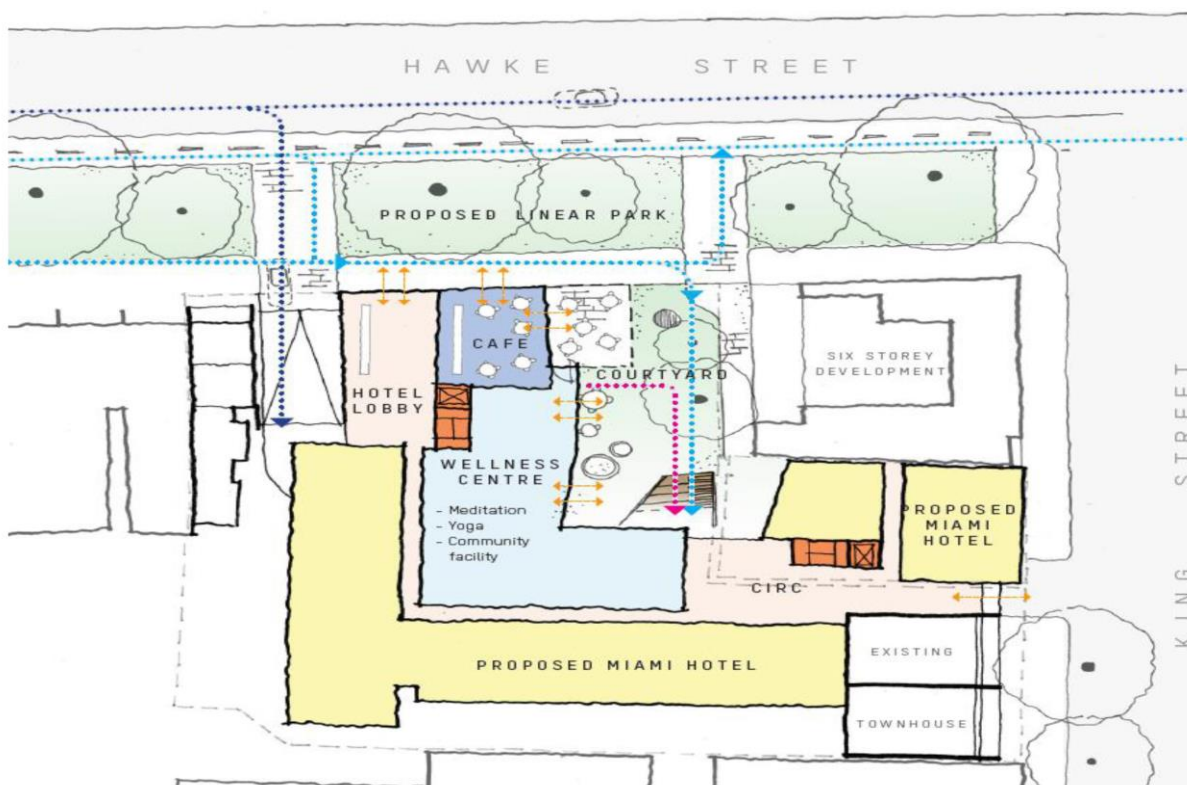 HAWKE STREET
PROPOSED LINEAR PARK
CAFE
HOTEL
LOBBY
COURTYARD
SIX STOREY
DEVELOPMENT
WELLNESS
CENTRE
- Meditation
- Yoga
- Community
facility
PROPOSED
MIAMI
HOTEL
CIRC
KING STREET
PROPOSED MIAMI HOTEL
EXISTING
TOWNHOUSE